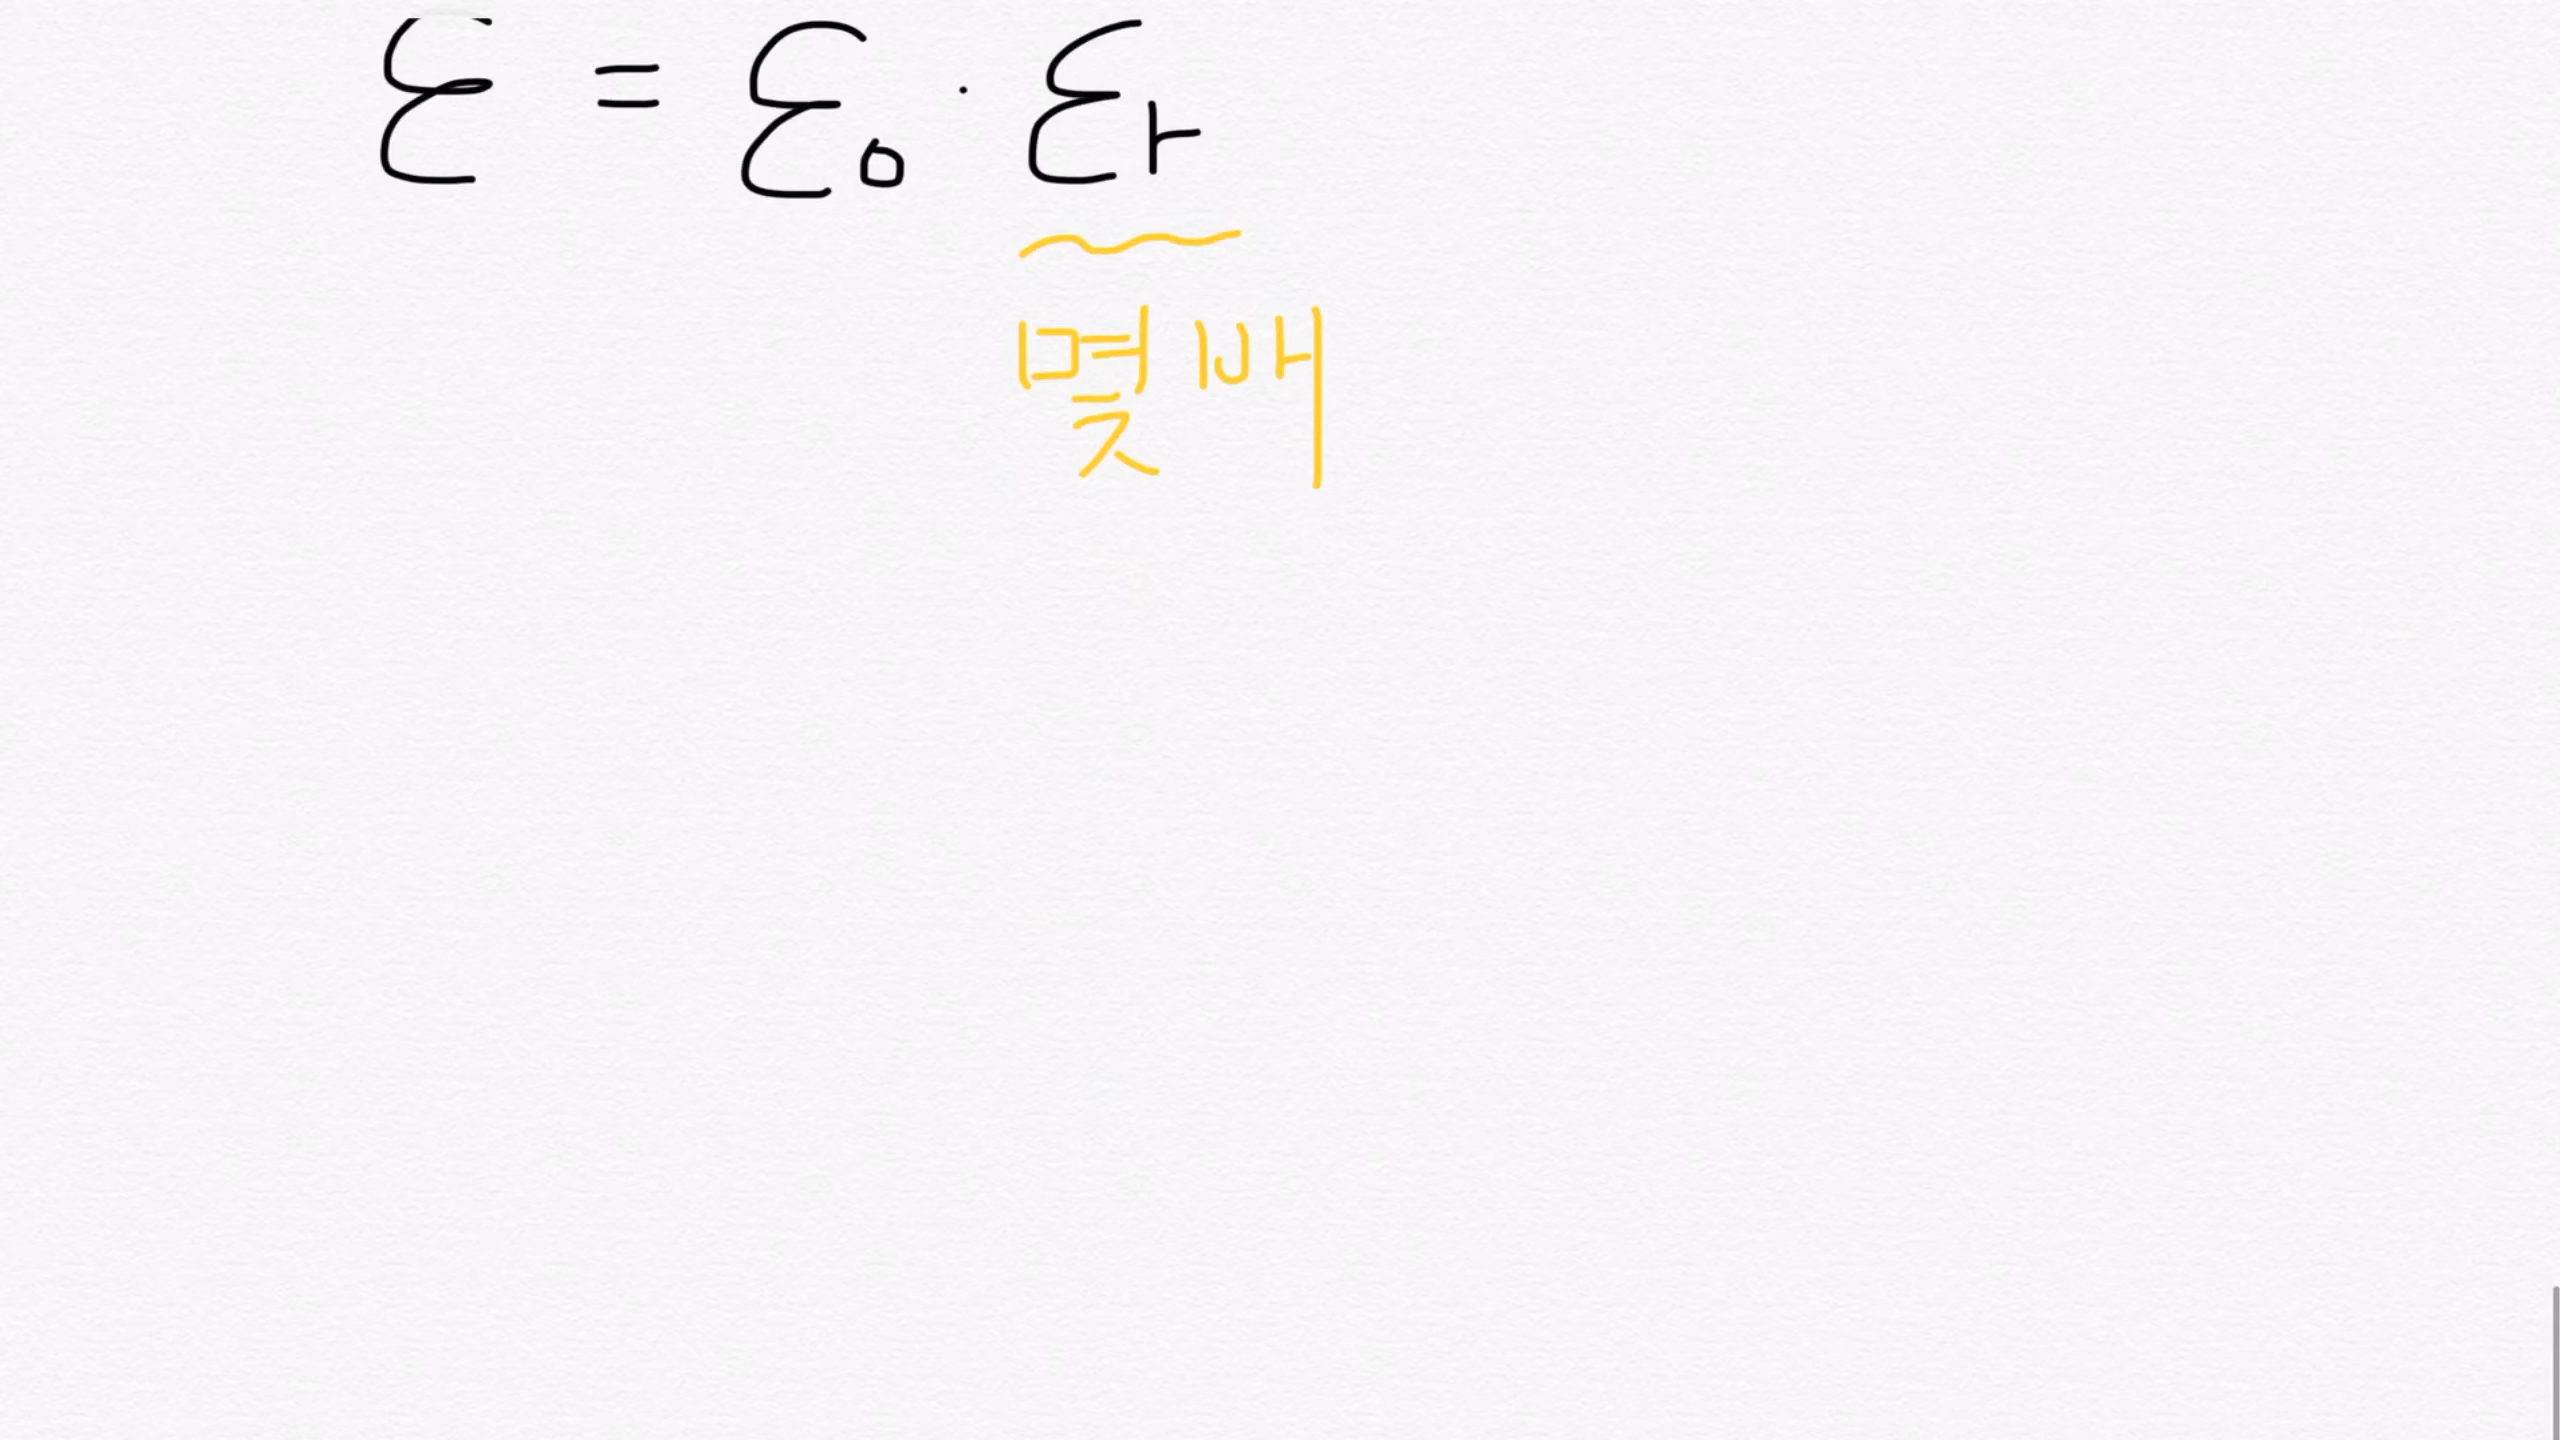 ε = ε₀ · εr
몇배